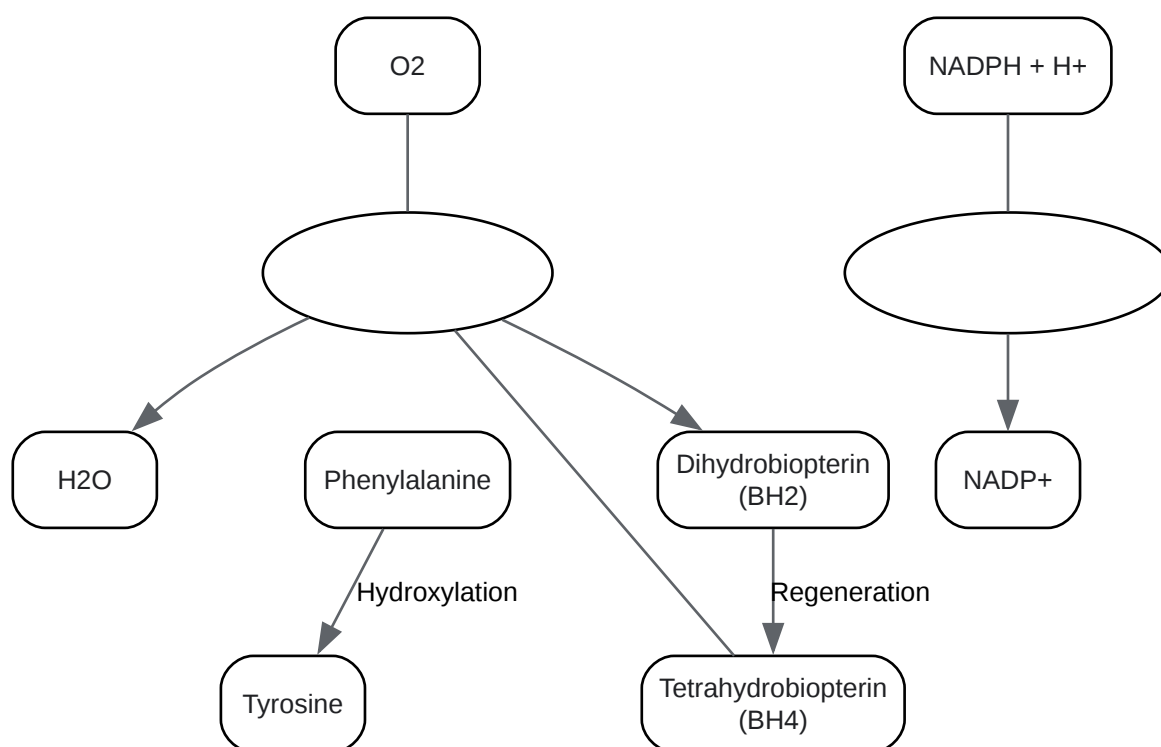 O2
NADPH + H+
H2O
Phenylalanine
Dihydrobiopterin
(BH2)
NADP+
Hydroxylation
Regeneration
Tyrosine
Tetrahydrobiopterin
(BH4)